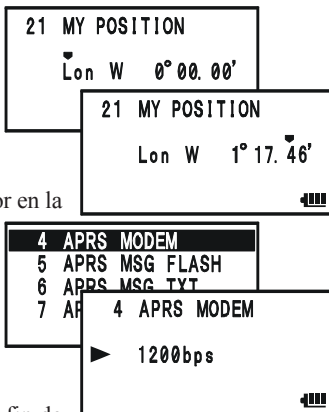 21 MY POSITION
Lon W 0°00.00'
21 MY POSITION
Lon W 1°17.46'
or en la
4 APRS MODEM
5 APRS MSG FLASH
6 APRS MSG TXT
7
4 APRS MODEM
▶ 1200bps
fin de